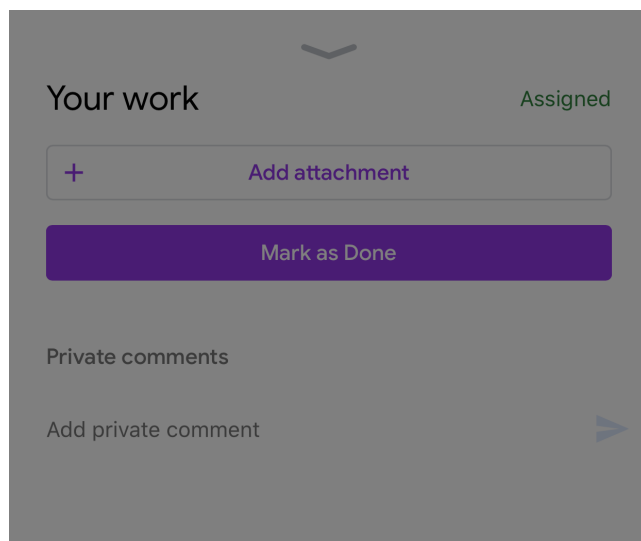 Your work
Assigned
+ Add attachment
Mark as Done
Private comments
Add private comment